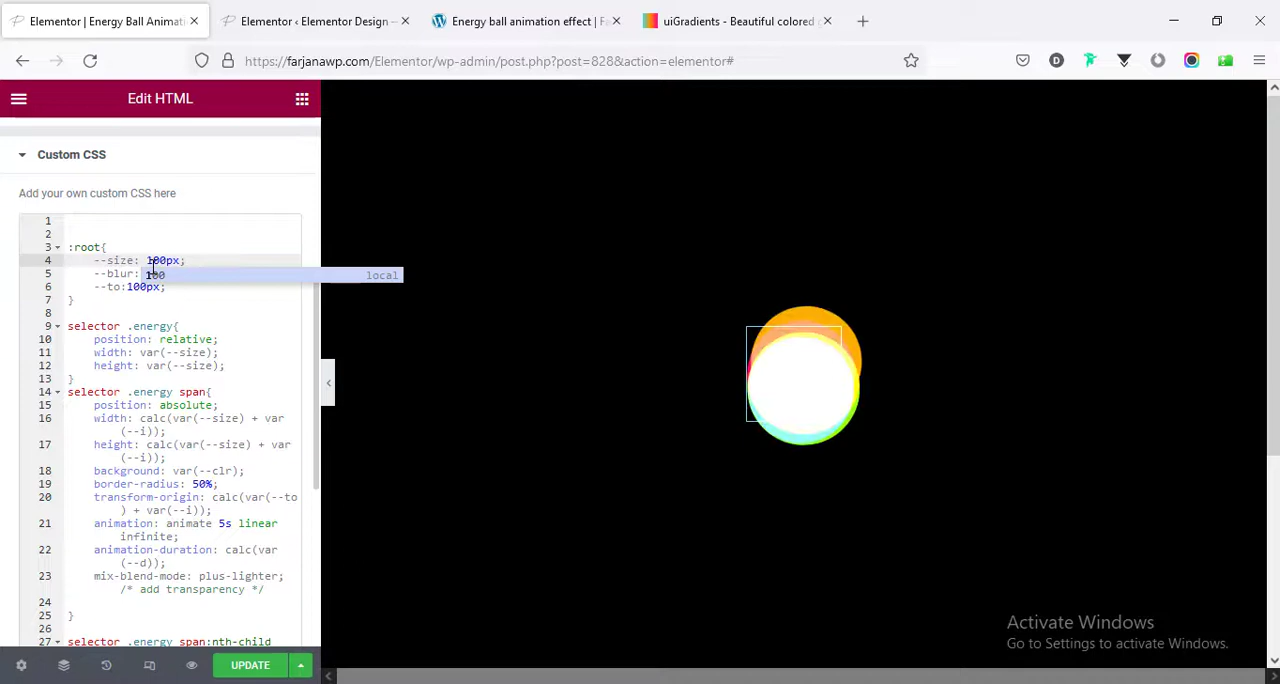 Elementor | Energy Ball Animati
Elementor ‹ Elementor Design –
Energy ball animation effect | F
uiGradients - Beautiful colored
https://farjanawp.com/Elementor/wp-admin/post.php?post=828&action=elementor#
Edit HTML
Custom CSS
Add your own custom CSS here
1
2
3 :root{
4 --size: 100px;
5 --blur: 100 local
6 --to:100px;
7 }
8
9 selector .energy{
10 position: relative;
11 width: var(--size);
12 height: var(--size);
13 }
14 selector .energy span{
15 position: absolute;
16 width: calc(var(--size) + var
(--i));
17 height: calc(var(--size) + var
(--i));
18 background: var(--clr);
19 border-radius: 50%;
20 transform-origin: calc(var(--to
) + var(--i));
21 animation: animate 5s linear
infinite;
22 animation-duration: calc(var
(--d));
23 mix-blend-mode: plus-lighter;
/* add transparency */
24
25 }
26
27 selector .energy span:nth-child
UPDATE
Activate Windows
Go to Settings to activate Windows.